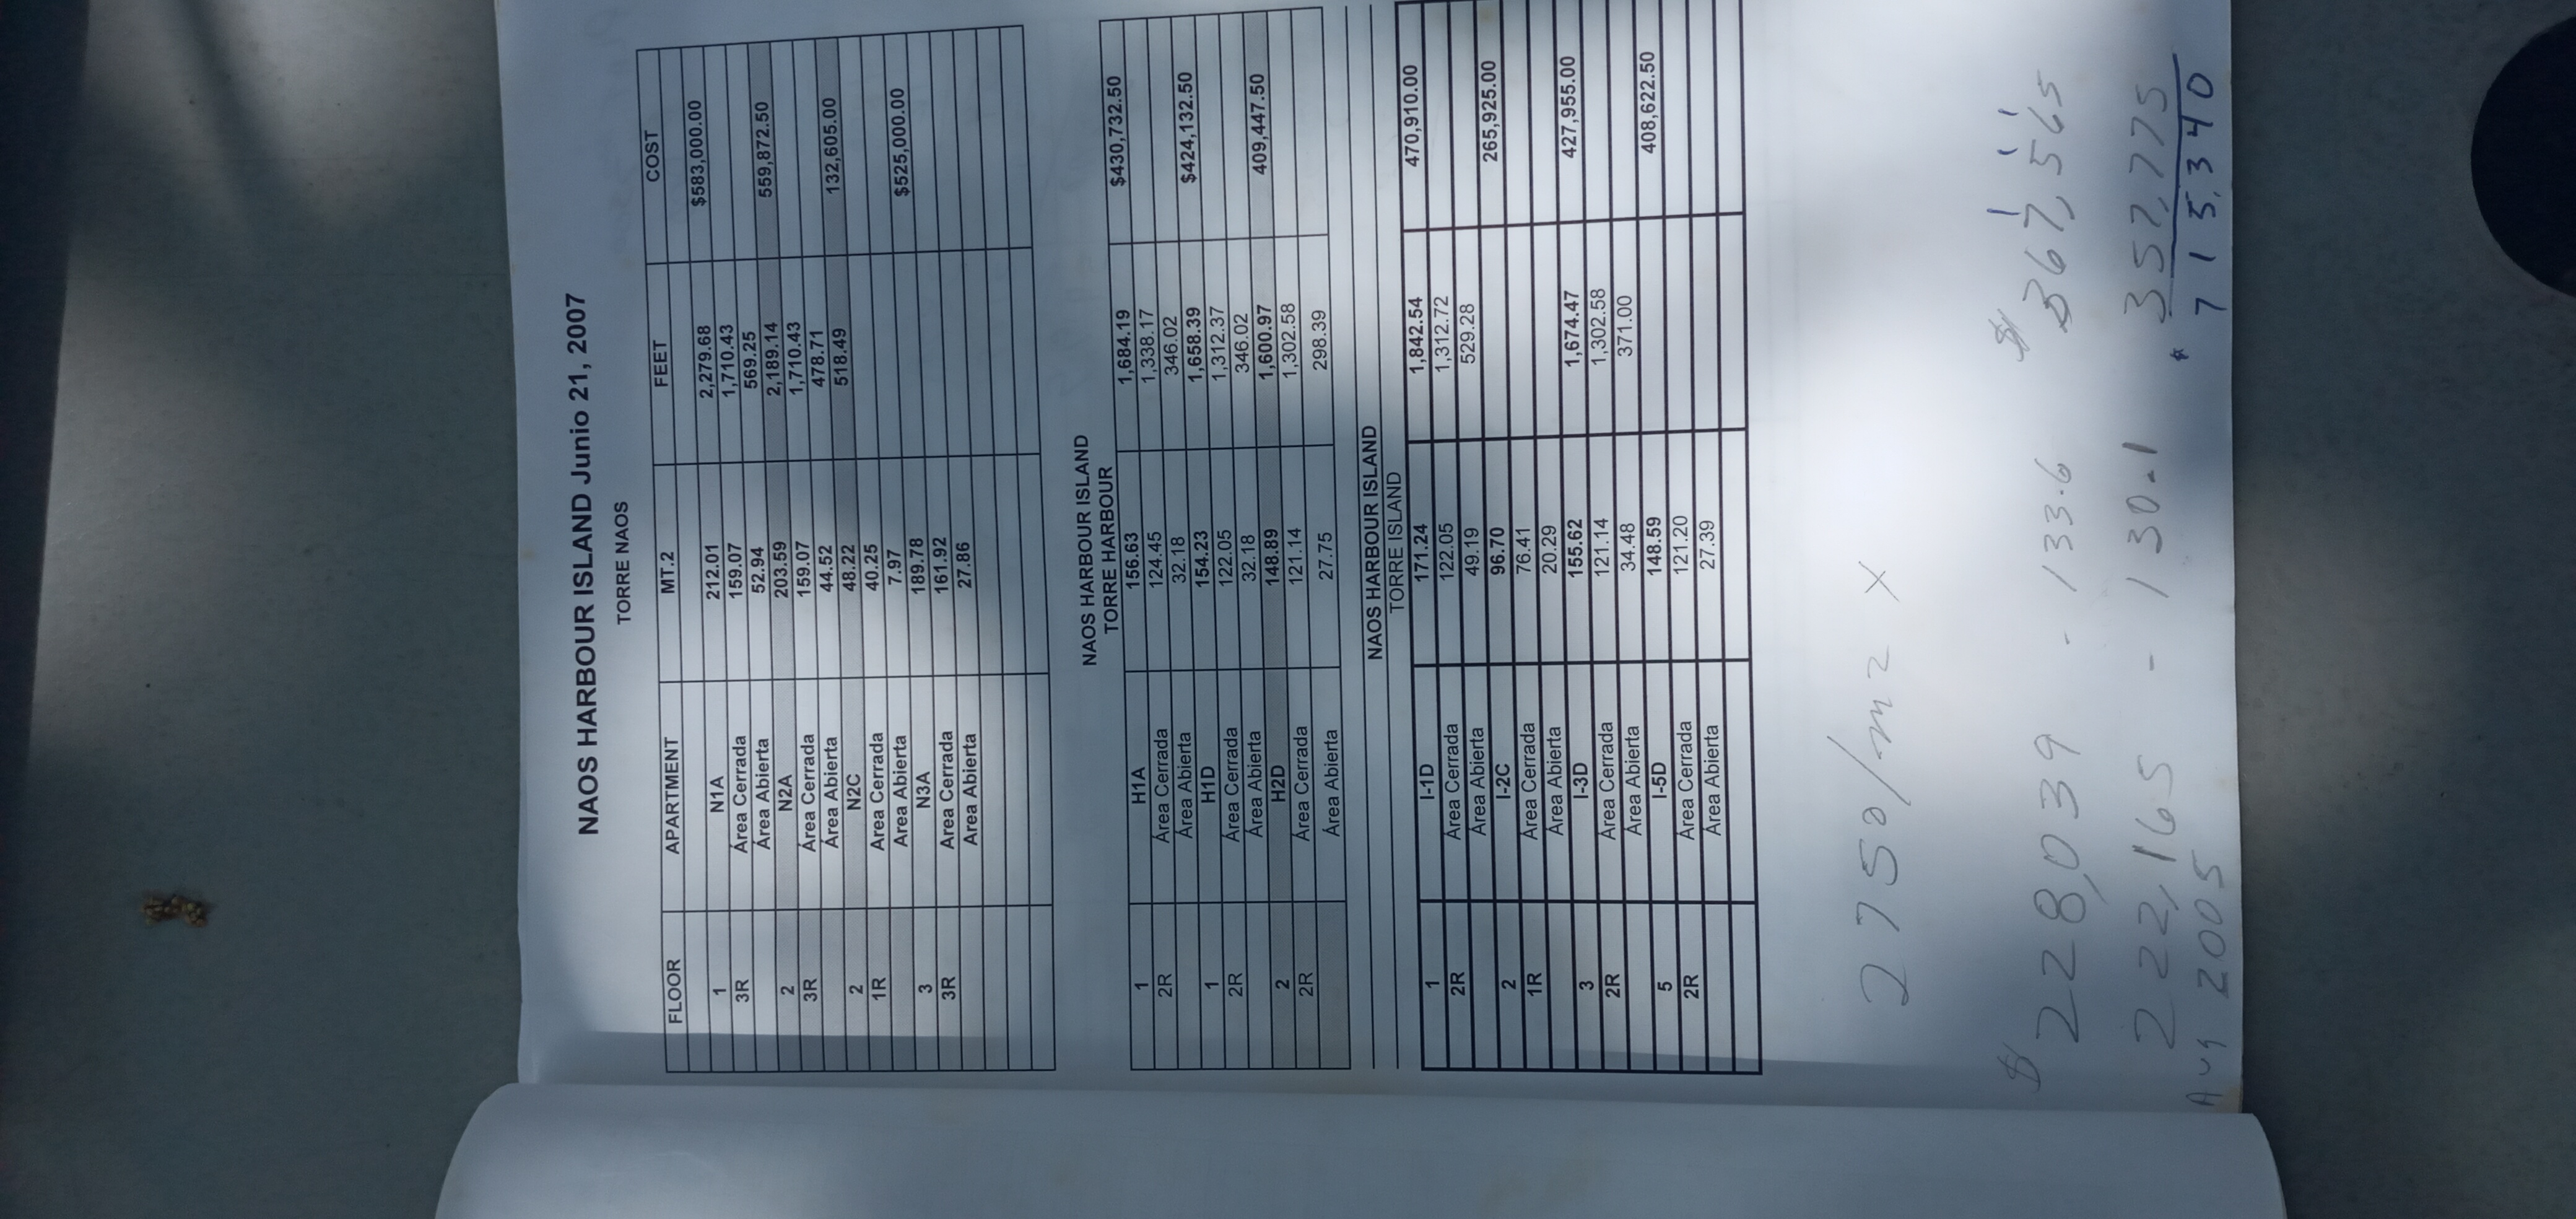 NAOS HARBOUR ISLAND Junio 21, 2007
TORRE NAOS
FLOOR APARTMENT MT.2 FEET COST
1 N1A 212.01 2,279.68 $583,000.00
3R Área Cerrada 159.07 1,710.43
Área Abierta 52.94 569.25
2 N2A 203.59 2,189.14 559,872.50
3R Área Cerrada 159.07 1,710.43
Área Abierta 44.52 478.71
2 N2C 48.22 518.49 132,605.00
1R Área Cerrada 40.25
Área Abierta 7.97
3 N3A 189.78 $525,000.00
3R Área Cerrada 161.92
Área Abierta 27.86
NAOS HARBOUR ISLAND
TORRE HARBOUR
1 H1A 156.63 1,684.19 $430,732.50
2R Área Cerrada 124.45 1,338.17
Área Abierta 32.18 346.02
1 H1D 154.23 1,658.39 $424,132.50
2R Área Cerrada 122.05 1,312.37
Área Abierta 32.18 346.02
2 H2D 148.89 1,600.97 409,447.50
2R Área Cerrada 121.14 1,302.58
Área Abierta 27.75 298.39
NAOS HARBOUR ISLAND
TORRE ISLAND
1 I-1D 171.24 1,842.54 470,910.00
2R Área Cerrada 122.05 1,312.72
Área Abierta 49.19 529.28
2 I-2C 96.70 265,925.00
1R Área Cerrada 76.41
Área Abierta 20.29
3 I-3D 155.62 1,674.47 427,955.00
2R Área Cerrada 121.14 1,302.58
Área Abierta 34.48 371.00
5 I-5D 148.59 408,622.50
2R Área Cerrada 121.20
Área Abierta 27.39
2750/m2 x
$ 228,039 - 133.6 $ 367,565
222,165 - 130.1 357,775
Aug 2005 * 715,340